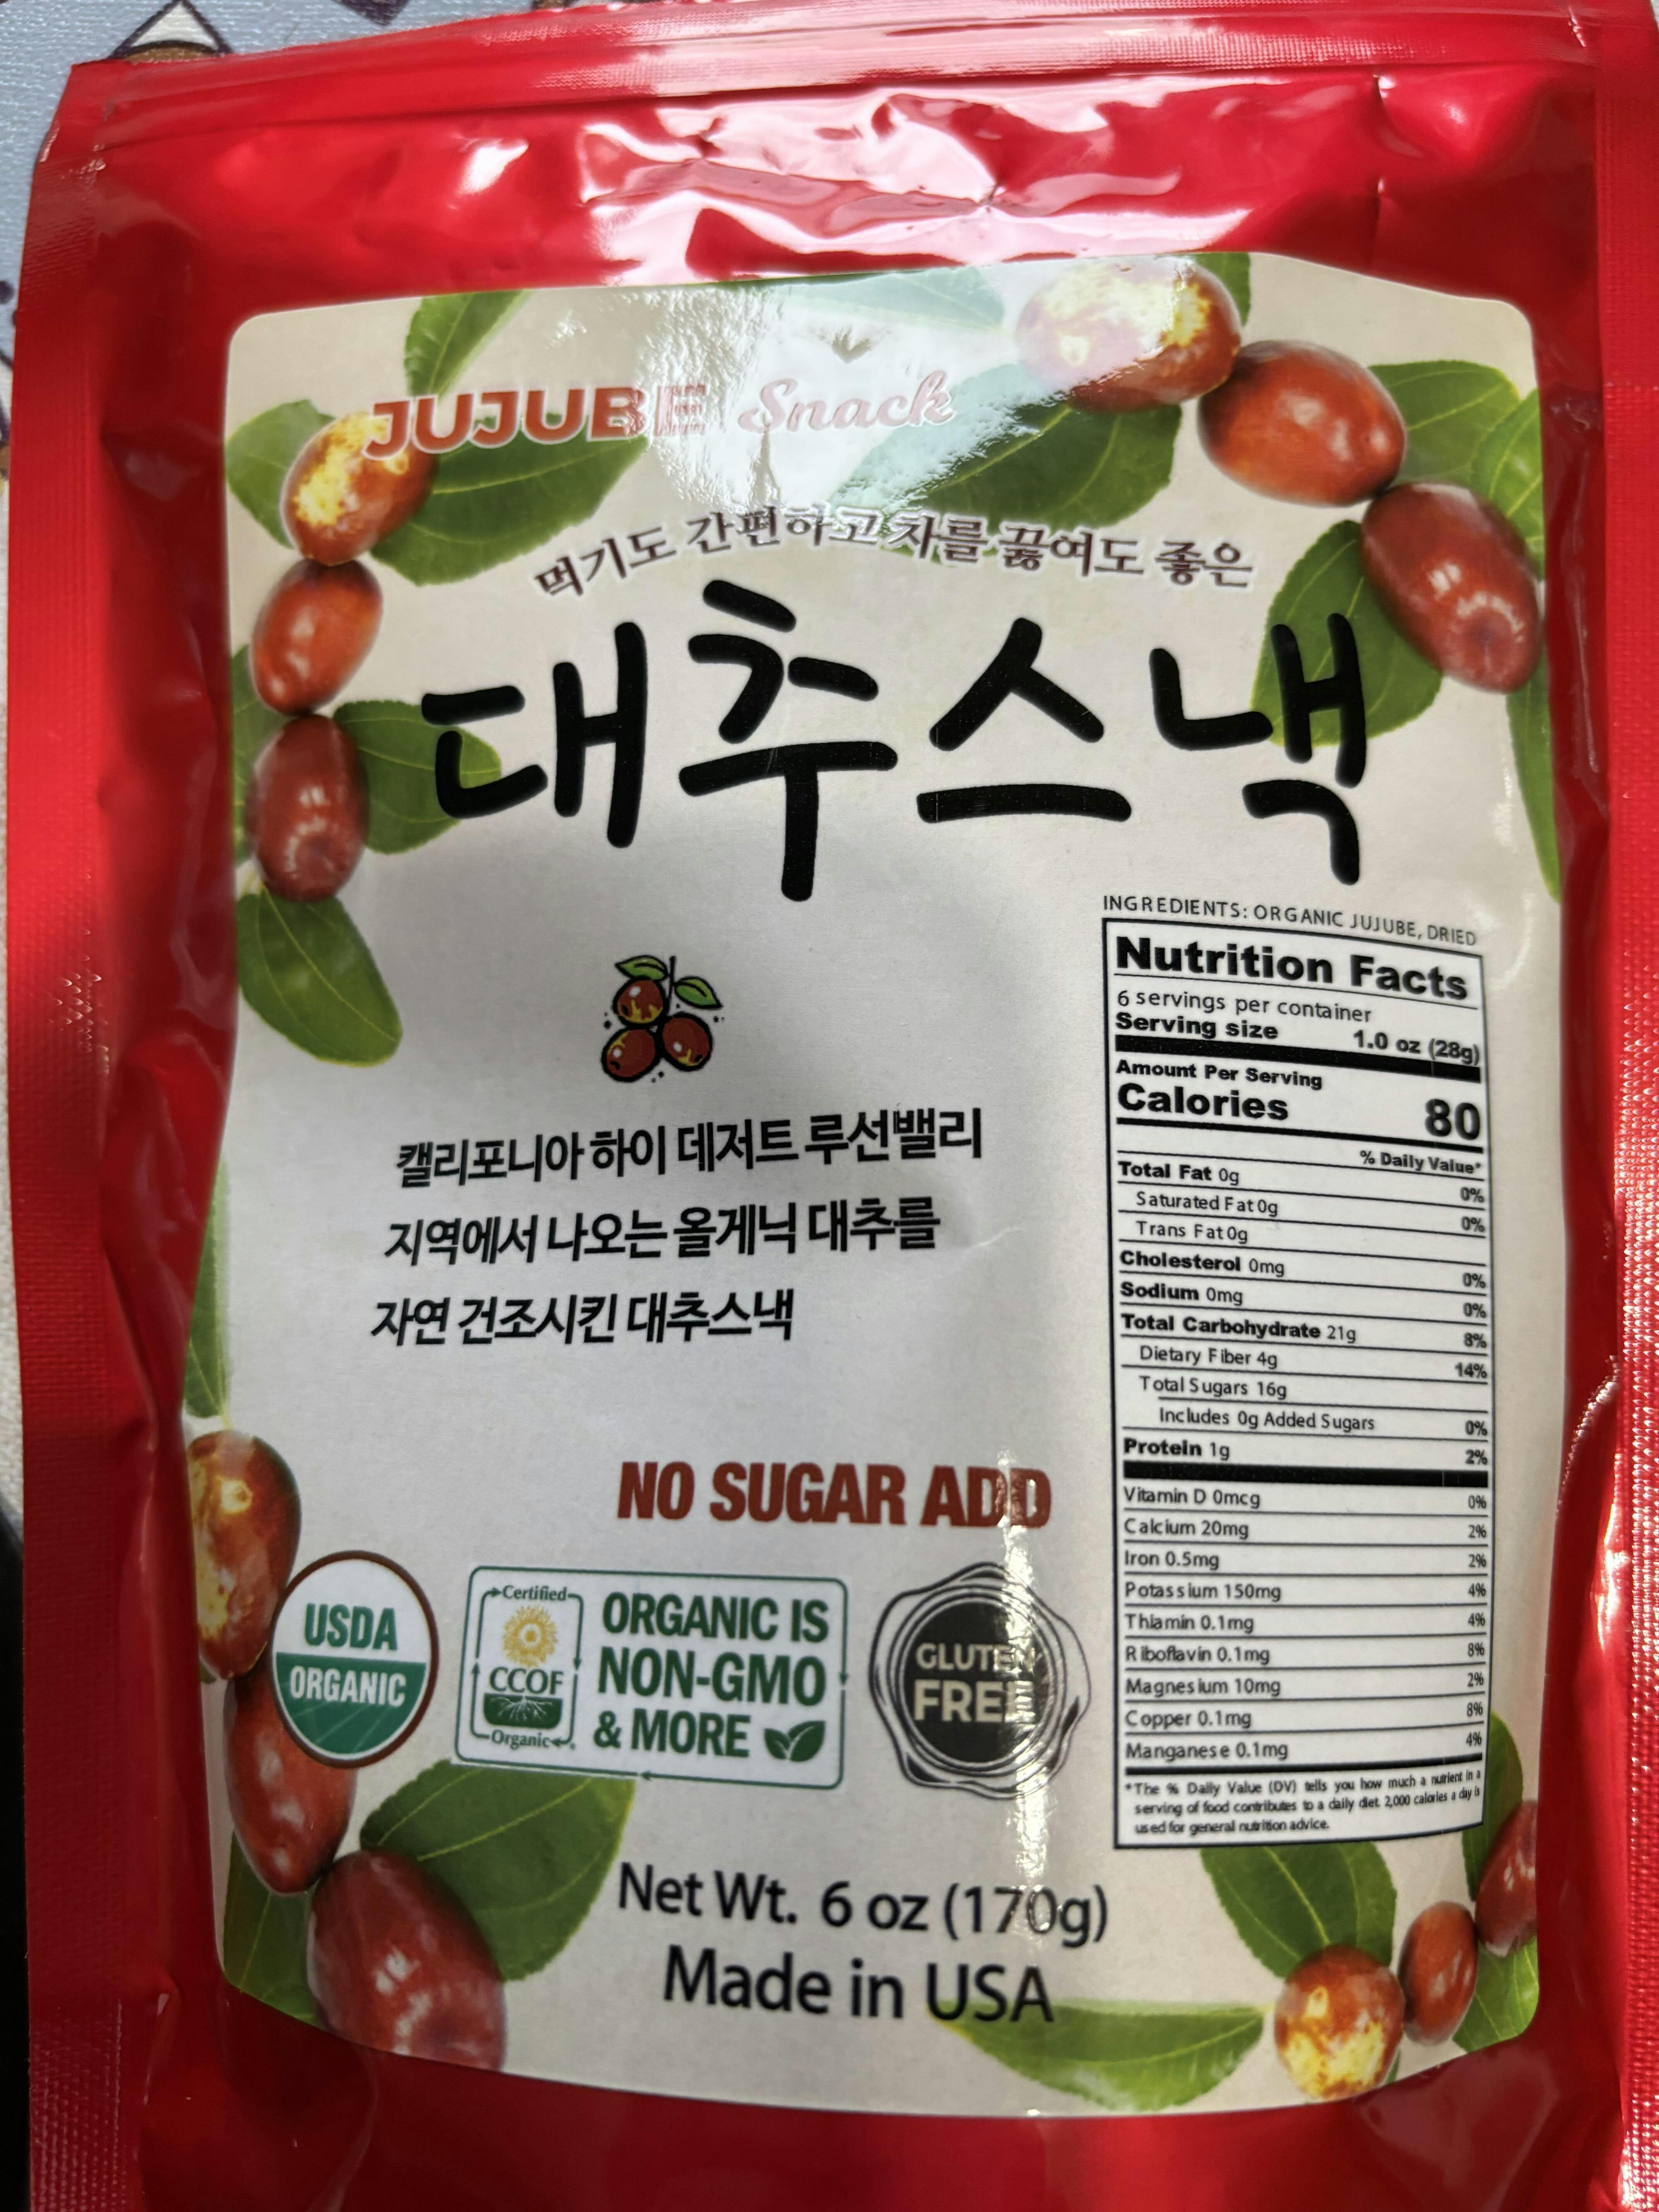 JUJUBE Snack
먹기도 간편하고 차를 끓여도 좋은
대추스낵
캘리포니아 하이 데저트 루선밸리
지역에서 나오는 올게닉 대추를
자연 건조시킨 대추스낵
NO SUGAR ADD
USDA
ORGANIC
Certified
CCOF
Organic
ORGANIC IS
NON-GMO
& MORE
GLUTEN
FREE
INGREDIENTS: ORGANIC JUJUBE, DRIED
Nutrition Facts
6 servings per container
Serving size 1.0 oz (28g)
Amount Per Serving
Calories 80
% Daily Value*
Total Fat 0g 0%
Saturated Fat 0g 0%
Trans Fat 0g
Cholesterol 0mg 0%
Sodium 0mg 0%
Total Carbohydrate 21g 8%
Dietary Fiber 4g 14%
Total Sugars 16g
Includes 0g Added Sugars 0%
Protein 1g 2%
Vitamin D 0mcg 0%
Calcium 20mg 2%
Iron 0.5mg 2%
Potassium 150mg 4%
Thiamin 0.1mg 4%
Riboflavin 0.1mg 8%
Magnesium 10mg 2%
Copper 0.1mg 8%
Manganese 0.1mg 4%
*The % Daily Value (DV) tells you how much a nutrient in a
serving of food contributes to a daily diet. 2,000 calories a day is
used for general nutrition advice.
Net Wt. 6 oz (170g)
Made in USA